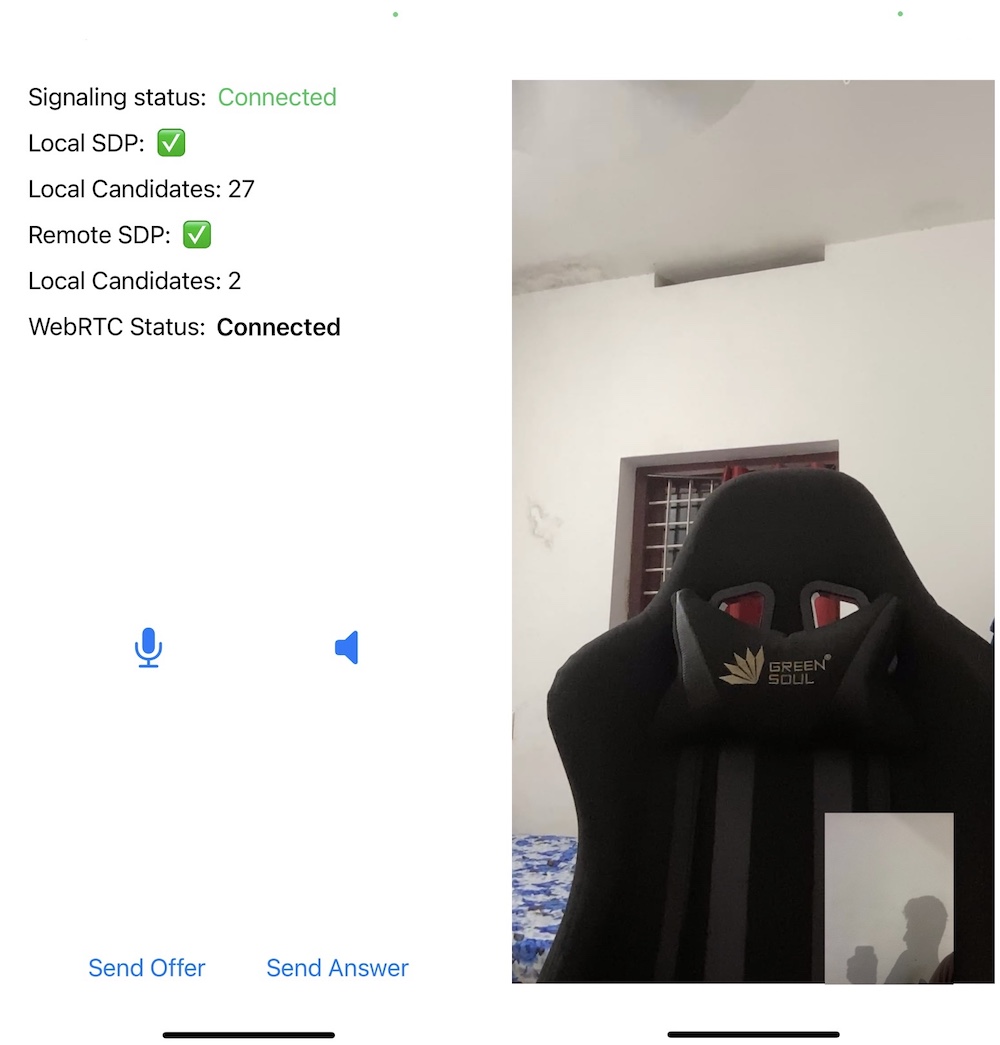 Signaling status: Connected
Local SDP: ✅
Local Candidates: 27
Remote SDP: ✅
Local Candidates: 2
WebRTC Status: Connected
Send Offer
Send Answer
GREEN
SOUL